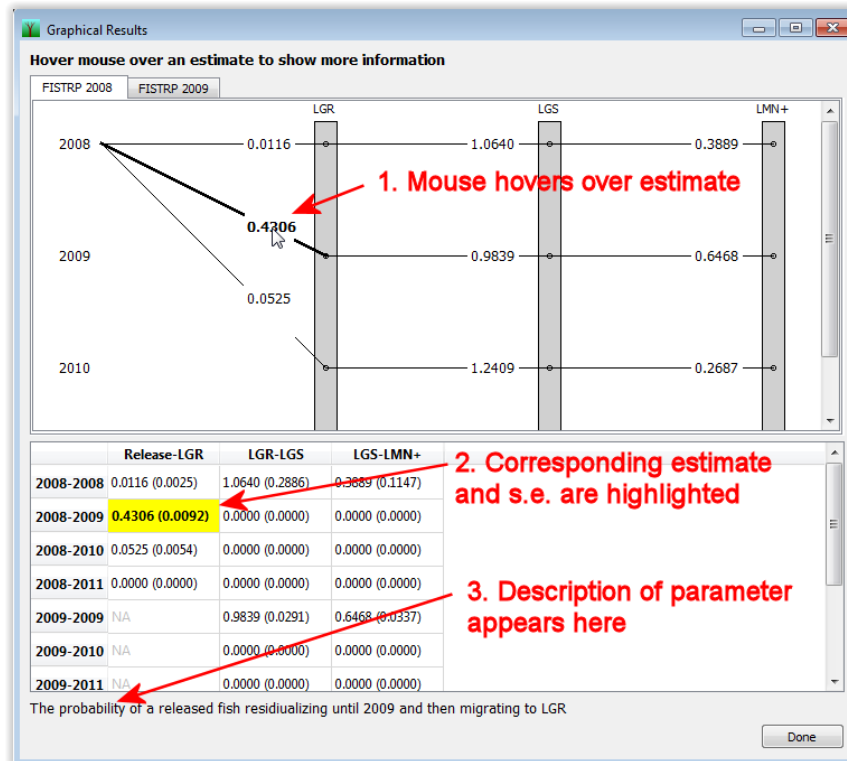 Graphical Results
Hover mouse over an estimate to show more information
FISTRP 2008 FISTRP 2009
LGR LGS LMN+
2008 0.0116 1.0640 0.3889
1. Mouse hovers over estimate
0.4306
2009 0.9839 0.6468
0.0525
2010 1.2409 0.2687
Release-LGR LGR-LGS LGS-LMN+
2. Corresponding estimate
and s.e. are highlighted
2008-2008 0.0116 (0.0025) 1.0640 (0.2886) 0.3889 (0.1147)
2008-2009 0.4306 (0.0092) 0.0000 (0.0000) 0.0000 (0.0000)
2008-2010 0.0525 (0.0054) 0.0000 (0.0000) 0.0000 (0.0000)
2008-2011 0.0000 (0.0000) 0.0000 (0.0000) 0.0000 (0.0000)
3. Description of parameter
appears here
2009-2009 NA 0.9839 (0.0291) 0.6468 (0.0337)
2009-2010 NA 0.0000 (0.0000) 0.0000 (0.0000)
2009-2011 NA 0.0000 (0.0000) 0.0000 (0.0000)
The probability of a released fish residiualizing until 2009 and then migrating to LGR
Done